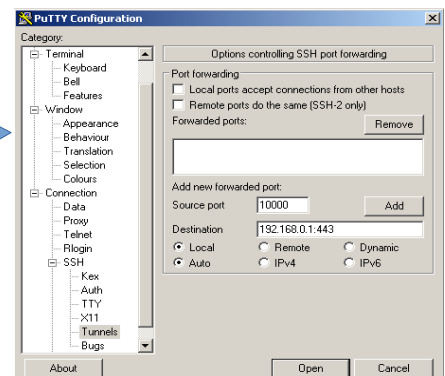 PuTTY Configuration
Category:
Terminal
Keyboard
Bell
Features
Window
Appearance
Behaviour
Translation
Selection
Colours
Connection
Data
Proxy
Telnet
Rlogin
SSH
Kex
Auth
TTY
X11
Tunnels
Bugs
Options controlling SSH port forwarding
Port forwarding
Local ports accept connections from other hosts
Remote ports do the same (SSH-2 only)
Forwarded ports:
Remove
Add new forwarded port:
Source port 10000 Add
Destination 192.168.0.1:443
Local Remote Dynamic
Auto IPv4 IPv6
About Open Cancel